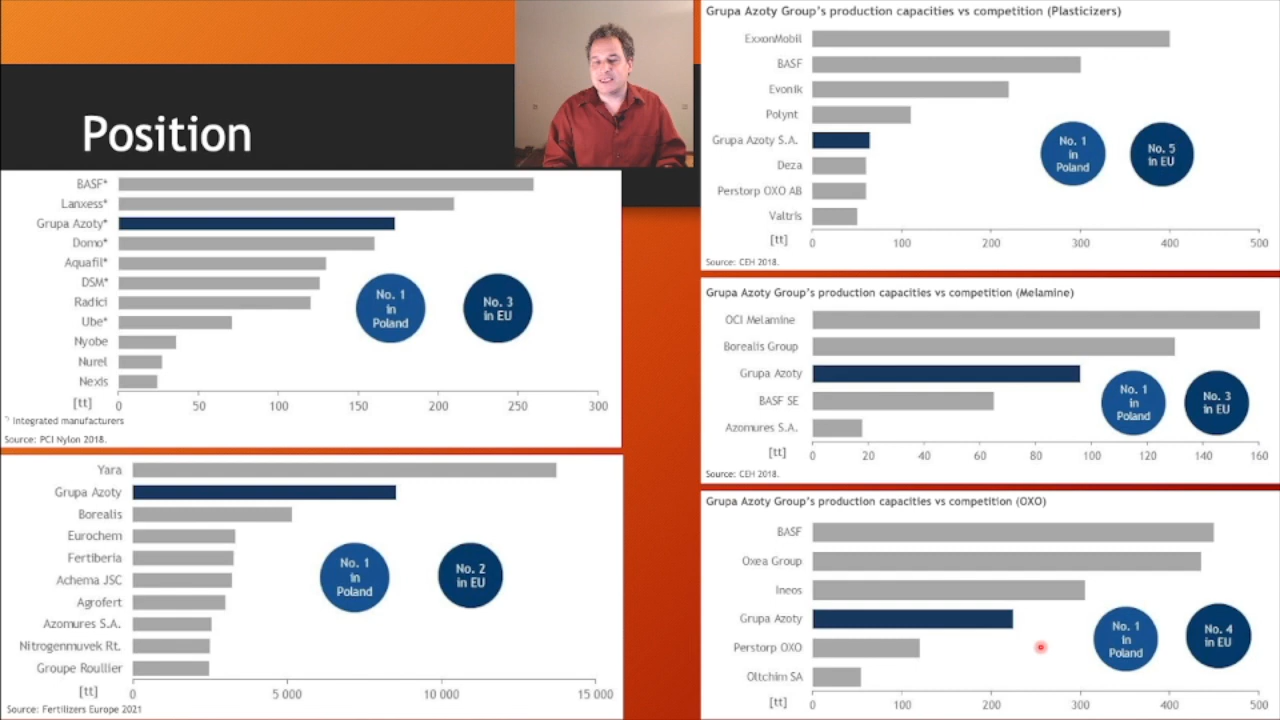 Position
BASF*
Lanxess*
Grupa Azoty*
Domo*
Aquafil*
DSM*
Radici
Ube*
Nyobe
Nurel
Nexis
[tt]
0 50 100 150 200 250 300
No. 1
in
Poland
No. 3
in EU
*) Integrated manufacturers
Source: PCI Nylon 2018.
Yara
Grupa Azoty
Borealis
Eurochem
Fertiberia
Achema JSC
Agrofert
Azomures S.A.
Nitrogenmuvek Rt.
Groupe Roullier
[tt]
0 5 000 10 000 15 000
No. 1
in
Poland
No. 2
in EU
Source: Fertilizers Europe 2021
Grupa Azoty Group's production capacities vs competition (Plasticizers)
ExxonMobil
BASF
Evonik
Polynt
Grupa Azoty S.A.
Deza
Perstorp OXO AB
Valtris
[tt]
0 100 200 300 400 500
No. 1
in
Poland
No. 5
in EU
Source: CEH 2018.
Grupa Azoty Group's production capacities vs competition (Melamine)
OCI Melamine
Borealis Group
Grupa Azoty
BASF SE
Azomures S.A.
[tt]
0 20 40 60 80 100 120 140 160
No. 1
in
Poland
No. 3
in EU
Source: CEH 2018.
Grupa Azoty Group's production capacities vs competition (OXO)
BASF
Oxea Group
Ineos
Grupa Azoty
Perstorp OXO
Oltchim SA
[tt]
0 100 200 300 400 500
No. 1
in
Poland
No. 4
in EU